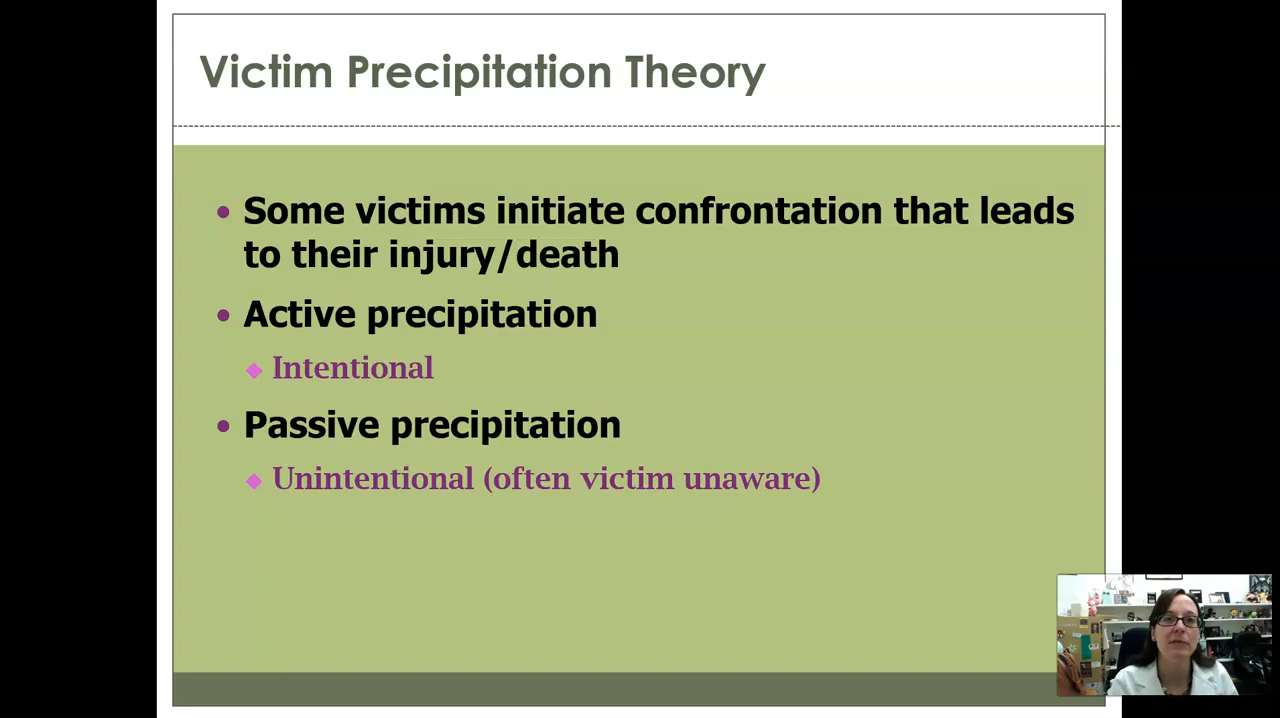 Victim Precipitation Theory
Some victims initiate confrontation that leads
to their injury/death
Active precipitation
Intentional
Passive precipitation
Unintentional (often victim unaware)